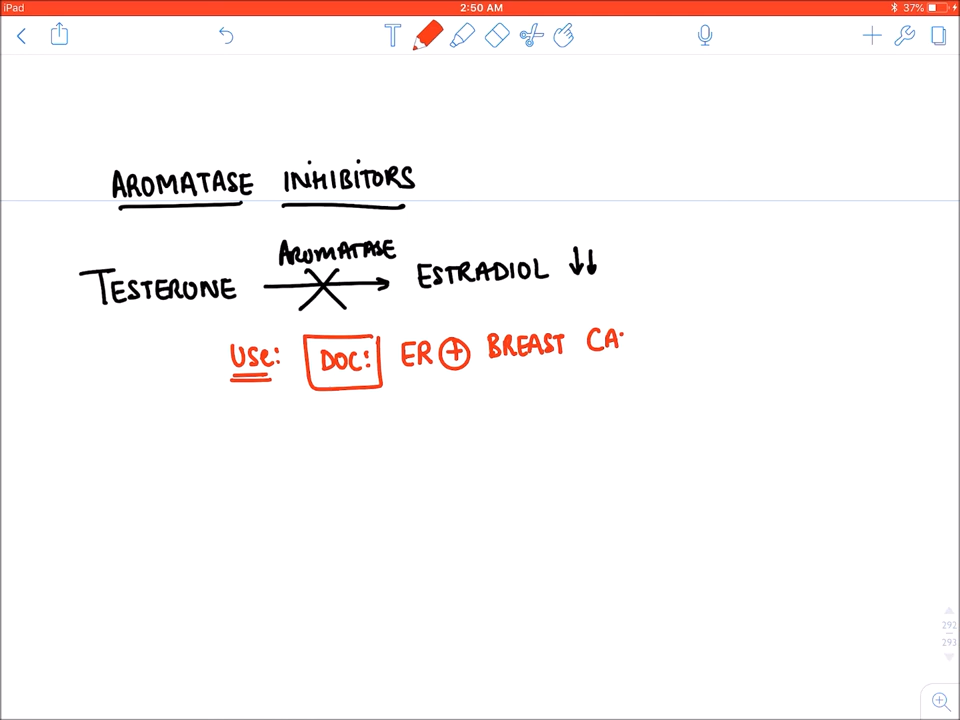 iPad 2:50 AM 37%
T
AROMATASE INHIBITORS
AROMATASE
TESTERONE ESTRADIOL ↓↓
USE: DOC: ER + BREAST CA.
292
293